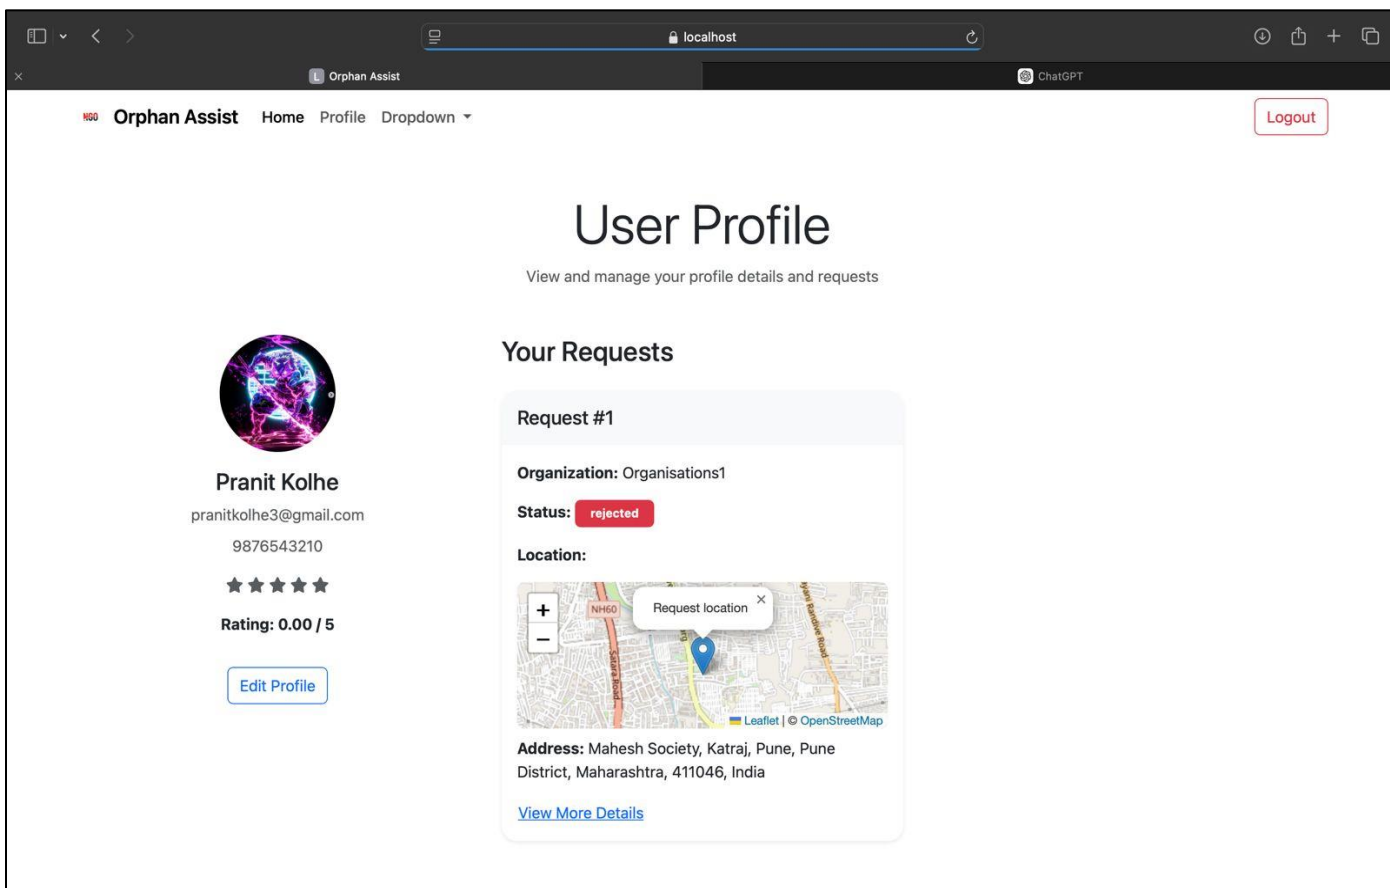 localhost
L Orphan Assist
ChatGPT
NGO Orphan Assist Home Profile Dropdown
Logout
User Profile
View and manage your profile details and requests
Pranit Kolhe
pranitkolhe3@gmail.com
9876543210
Rating: 0.00 / 5
Edit Profile
Your Requests
Request #1
Organization: Organisations1
Status: rejected
Location:
+
−
NH60
Request location ×
Satara Road
Randive Road
Leaflet | © OpenStreetMap
Address: Mahesh Society, Katraj, Pune, Pune
District, Maharashtra, 411046, India
View More Details